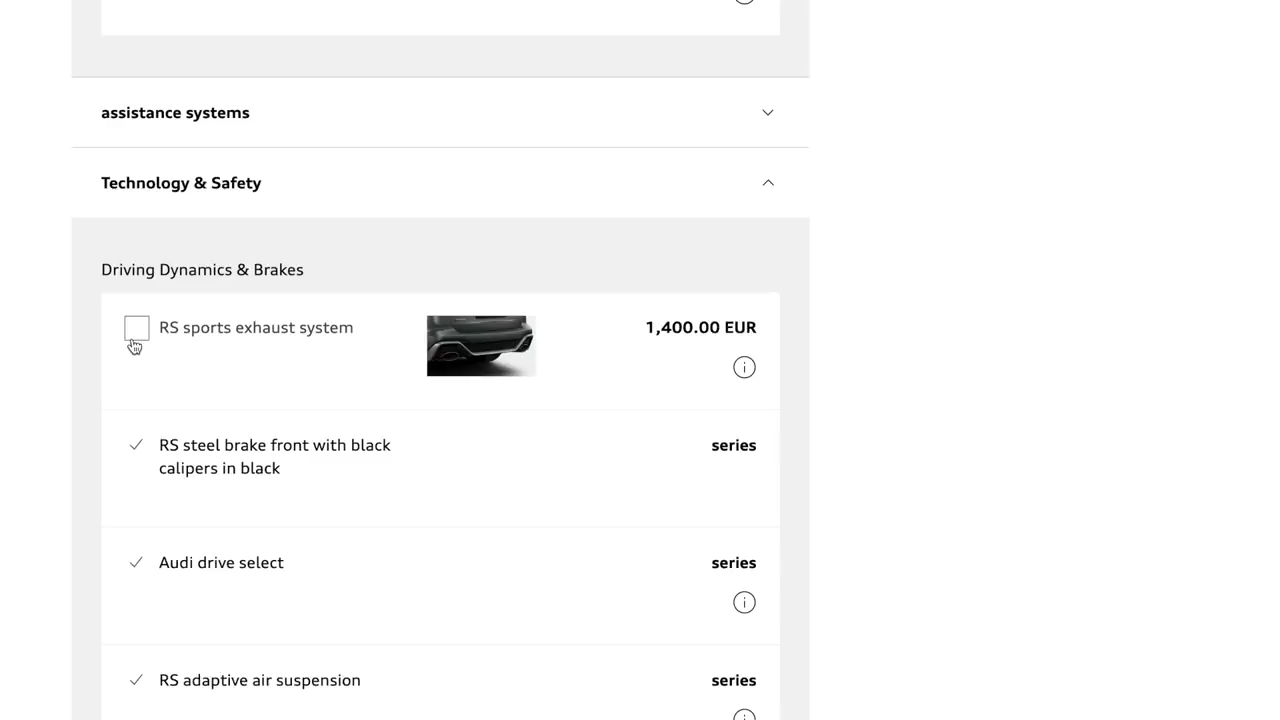 assistance systems
Technology & Safety
Driving Dynamics & Brakes
RS sports exhaust system
1,400.00 EUR
RS steel brake front with black
calipers in black
series
Audi drive select
series
RS adaptive air suspension
series